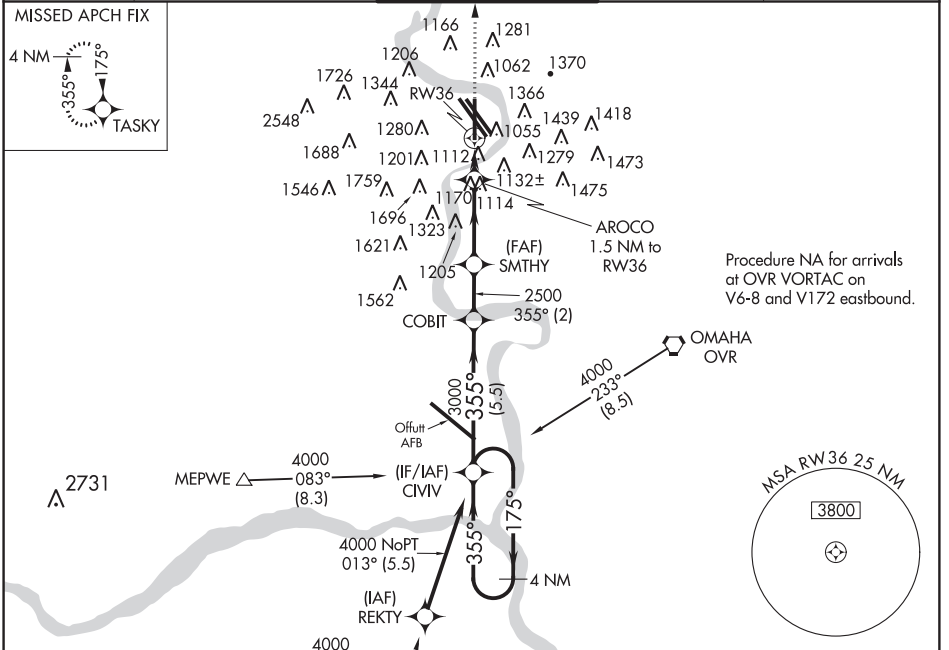 MISSED APCH FIX
4 NM
355°
175°
TASKY
1166
1281
1206
1062
1370
1726
1344
RW36
1366
2548
1439
1418
1280
1055
1688
1201
1112
1279
1473
1546
1759
1132±
1475
1696
1170
1114
1323
AROCO
1.5 NM to
RW36
1621
1205
(FAF)
SMTHY
Procedure NA for arrivals
at OVR VORTAC on
V6-8 and V172 eastbound.
1562
2500
355° (2)
COBIT
OMAHA
OVR
4000
233°
(8.5)
3000
355°
(5.5)
Offutt
AFB
MEPWE
4000
083°
(8.3)
(IF/IAF)
CIVIV
2731
MSA RW36 25 NM
3800
175°
355°
4 NM
4000 NoPT
013° (5.5)
(IAF)
REKTY
4000